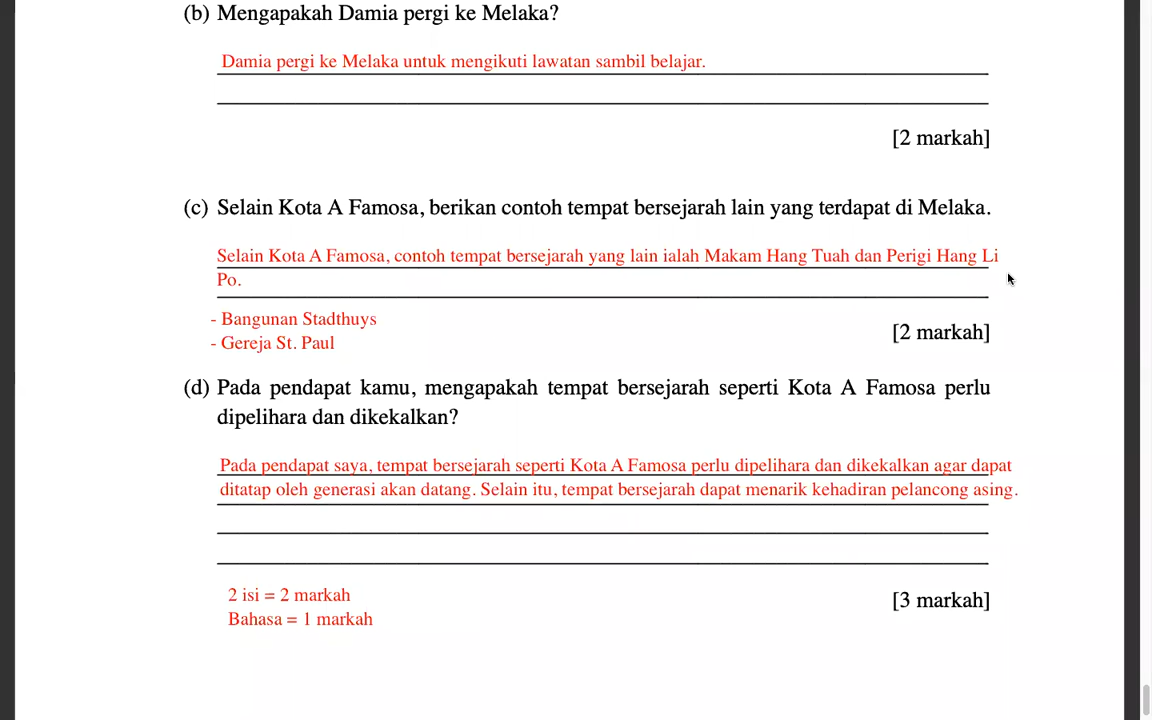 (b) Mengapakah Damia pergi ke Melaka?
Damia pergi ke Melaka untuk mengikuti lawatan sambil belajar.
[2 markah]
(c) Selain Kota A Famosa, berikan contoh tempat bersejarah lain yang terdapat di Melaka.
Selain Kota A Famosa, contoh tempat bersejarah yang lain ialah Makam Hang Tuah dan Perigi Hang Li
Po.
- Bangunan Stadthuys
- Gereja St. Paul
[2 markah]
(d) Pada pendapat kamu, mengapakah tempat bersejarah seperti Kota A Famosa perlu
dipelihara dan dikekalkan?
Pada pendapat saya, tempat bersejarah seperti Kota A Famosa perlu dipelihara dan dikekalkan agar dapat
ditatap oleh generasi akan datang. Selain itu, tempat bersejarah dapat menarik kehadiran pelancong asing.
2 isi = 2 markah
Bahasa = 1 markah
[3 markah]